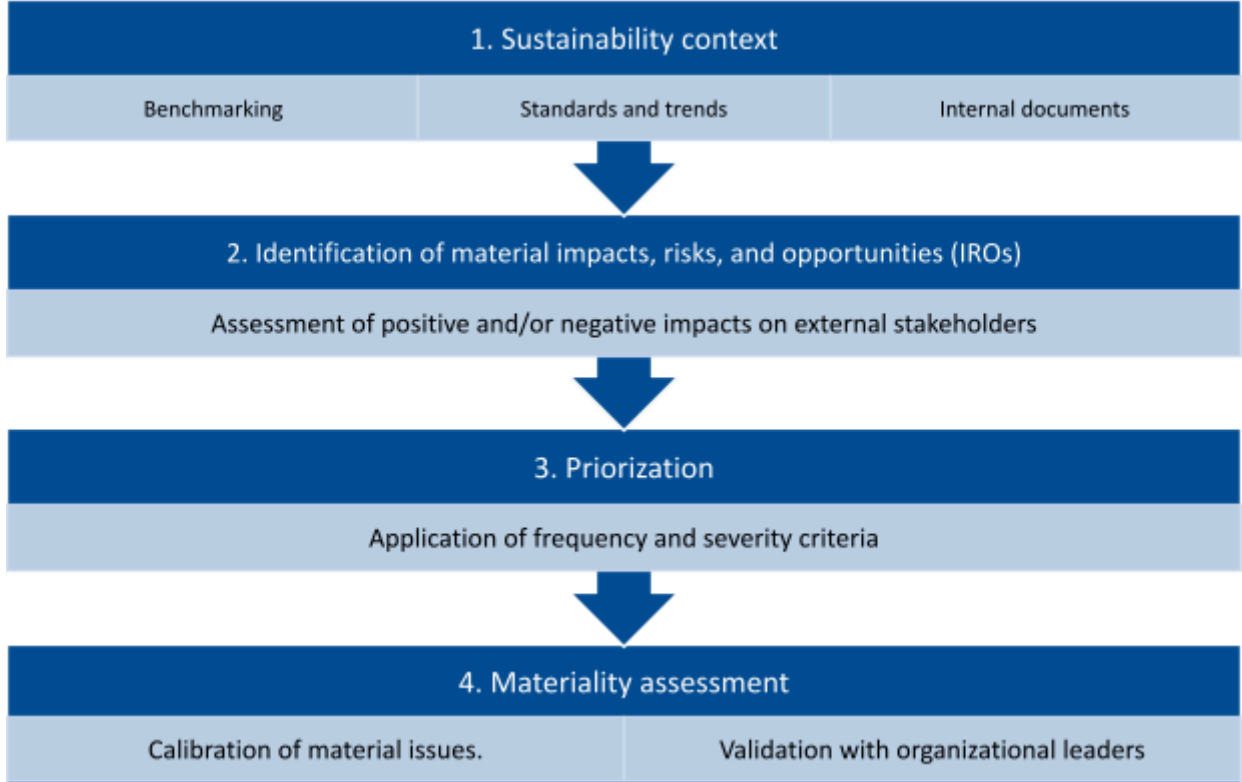 1. Sustainability context
Benchmarking
Standards and trends
Internal documents
2. Identification of material impacts, risks, and opportunities (IROs)
Assessment of positive and/or negative impacts on external stakeholders
3. Priorization
Application of frequency and severity criteria
4. Materiality assessment
Calibration of material issues.
Validation with organizational leaders